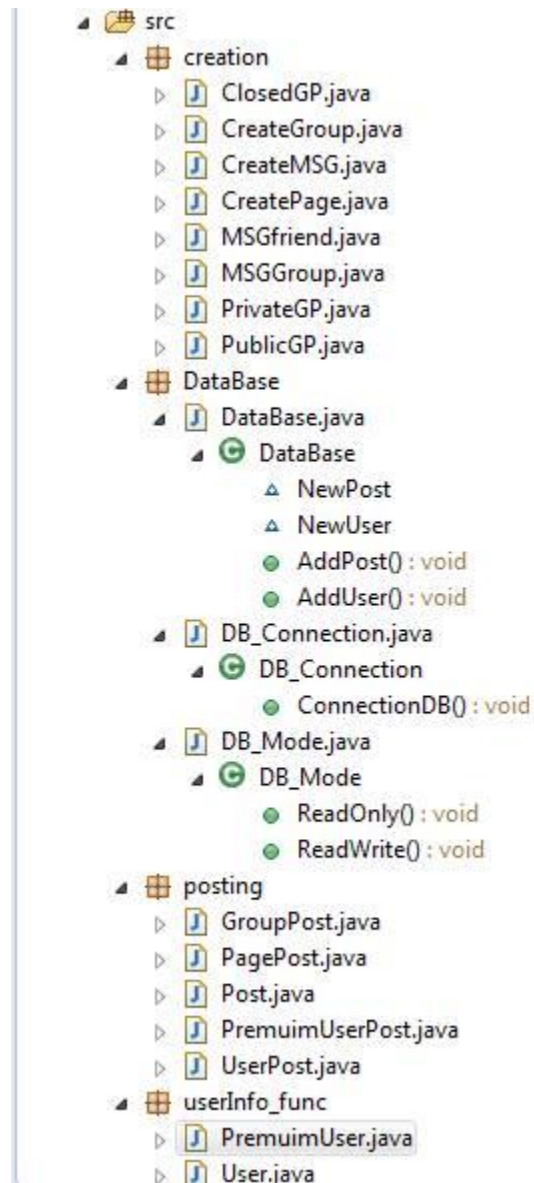 src
creation
ClosedGP.java
CreateGroup.java
CreateMSG.java
CreatePage.java
MSGfriend.java
MSGGroup.java
PrivateGP.java
PublicGP.java
DataBase
DataBase.java
DataBase
NewPost
NewUser
AddPost() : void
AddUser() : void
DB_Connection.java
DB_Connection
ConnectionDB() : void
DB_Mode.java
DB_Mode
ReadOnly() : void
ReadWrite() : void
posting
GroupPost.java
PagePost.java
Post.java
PremuimUserPost.java
UserPost.java
userInfo_func
PremuimUser.java
User.java